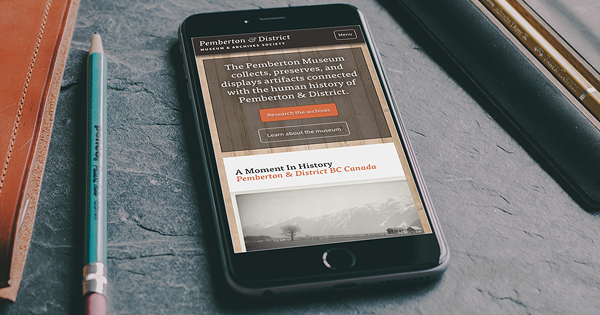 Pemberton & District
MUSEUM & ARCHIVES SOCIETY
Menu
The Pemberton Museum
collects, preserves, and
displays artifacts connected
with the human history of
Pemberton & District.
Research the archives
Learn about the museum
A Moment In History
Pemberton & District BC Canada